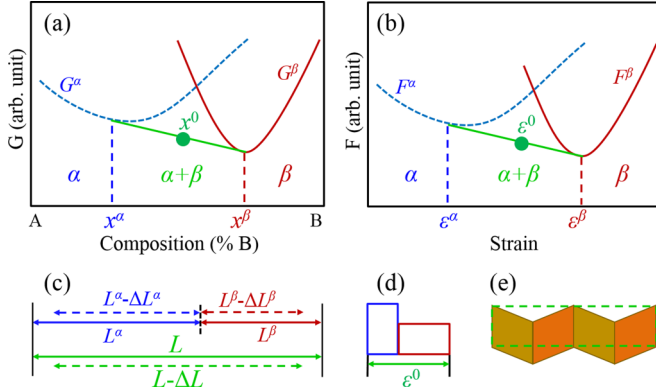 (a)
G (arb. unit)
G^α
G^β
x^0
α
α+β
β
A
x^α
x^β
B
Composition (% B)
(b)
F (arb. unit)
F^α
F^β
ε^0
α
α+β
β
ε^α
ε^β
Strain
(c)
L^α-ΔL^α
L^β-ΔL^β
L^α
L^β
L
L-ΔL
(d)
ε^0
(e)